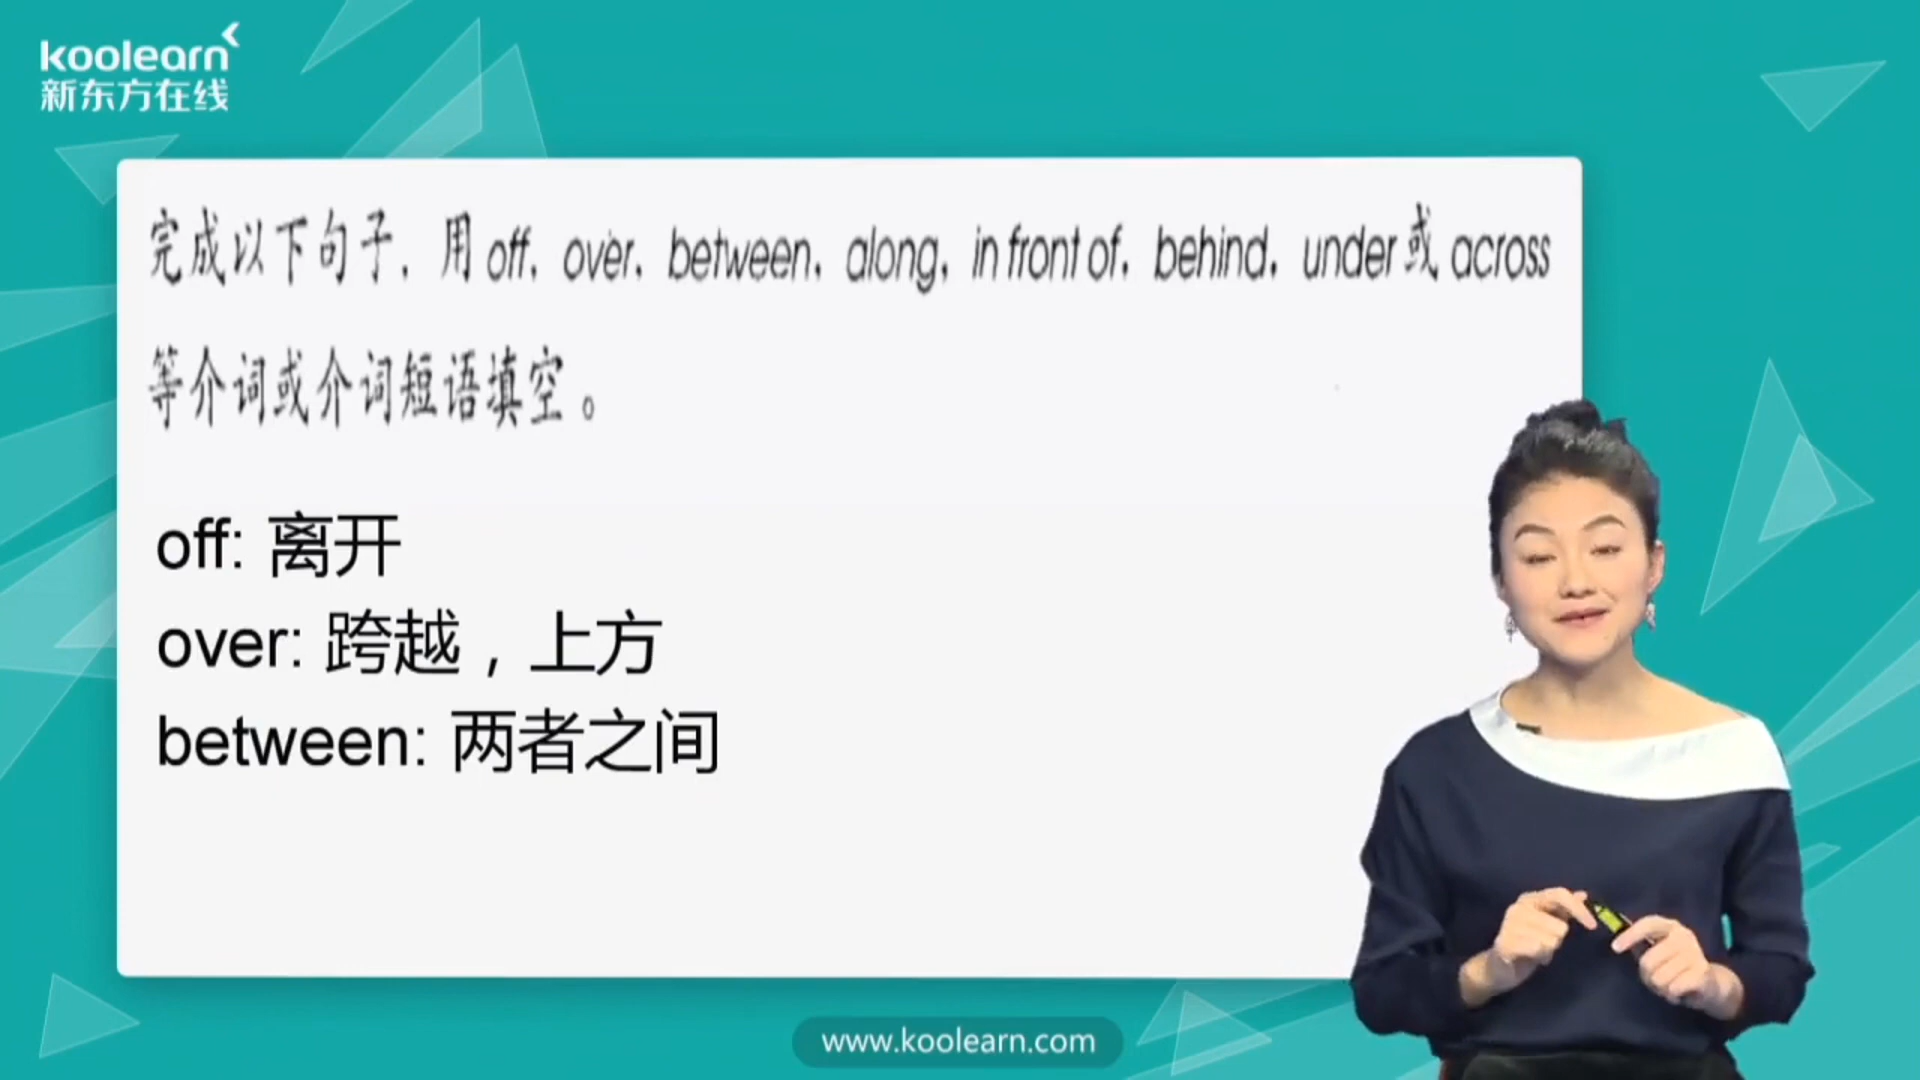 koolearn
新东方在线
完成以下句子，用 off，over，between，along，in front of，behind，under 或 across
等介词或介词短语填空。
off: 离开
over: 跨越，上方
between: 两者之间
www.koolearn.com